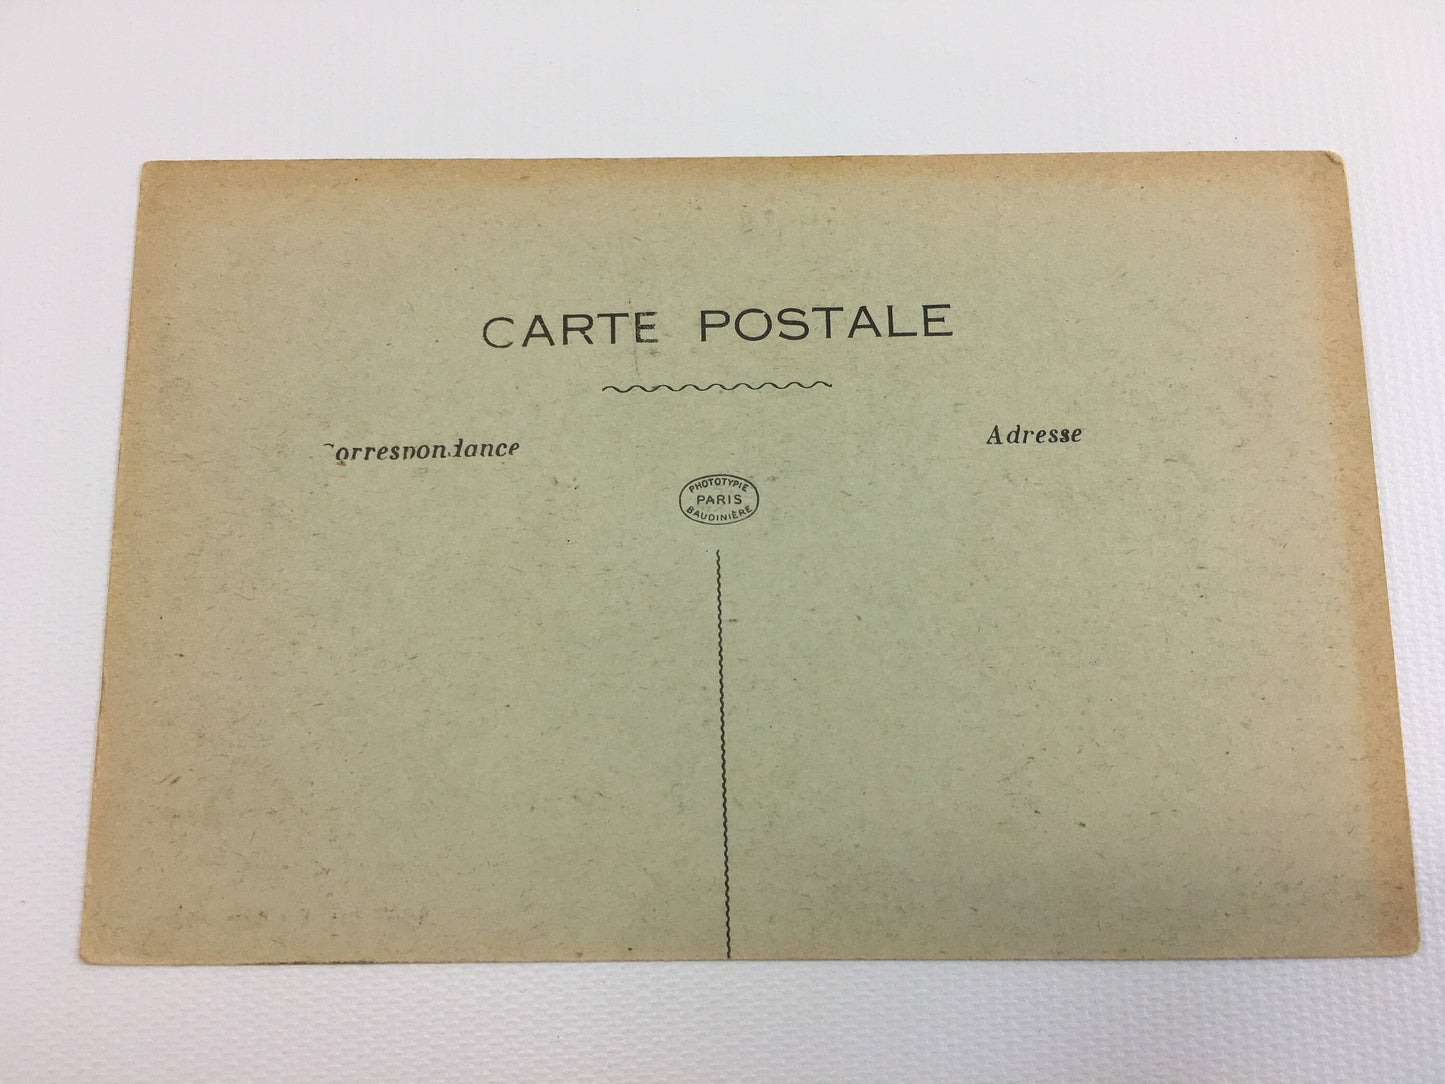 CARTE POSTALE
Correspondance
Adresse
PHOTOTYPIE
PARIS
BAUDINIÈRE